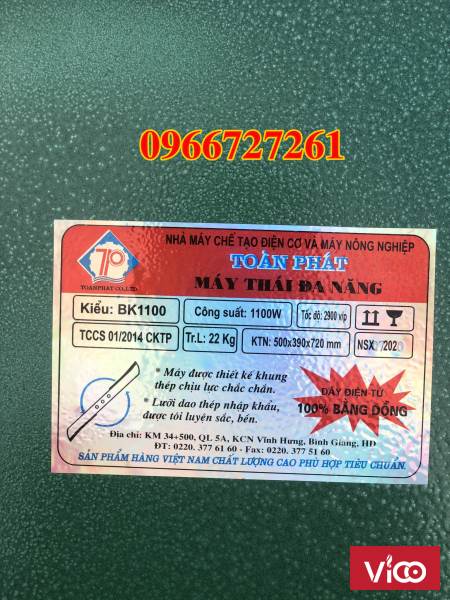 0966727261
NHÀ MÁY CHẾ TẠO ĐIỆN CƠ VÀ MÁY NÔNG NGHIỆP
TOÀN PHÁT
MÁY THÁI ĐA NĂNG
TP
TOANPHAT CO.,LTD
Kiểu: BK1100
Công suất: 1100W
Tốc độ: 2900 v/p
TCCS 01/2014 CKTP
Tr.L: 22 Kg
KTN: 500x390x720 mm
NSX
* Máy được thiết kế khung
thép chịu lực chắc chắn.
* Lưỡi dao thép nhập khẩu,
được tôi luyện sắc, bén.
DÂY ĐIỆN TỪ
100% BẰNG ĐỒNG
Địa chỉ: KM 34+500, QL 5A, KCN Vĩnh Hưng, Bình Giang, HD
ĐT: 0220. 377 61 60 - Fax: 0220. 377 51 60
SẢN PHẨM HÀNG VIỆT NAM CHẤT LƯỢNG CAO PHÙ HỢP TIÊU CHUẨN.
Vico